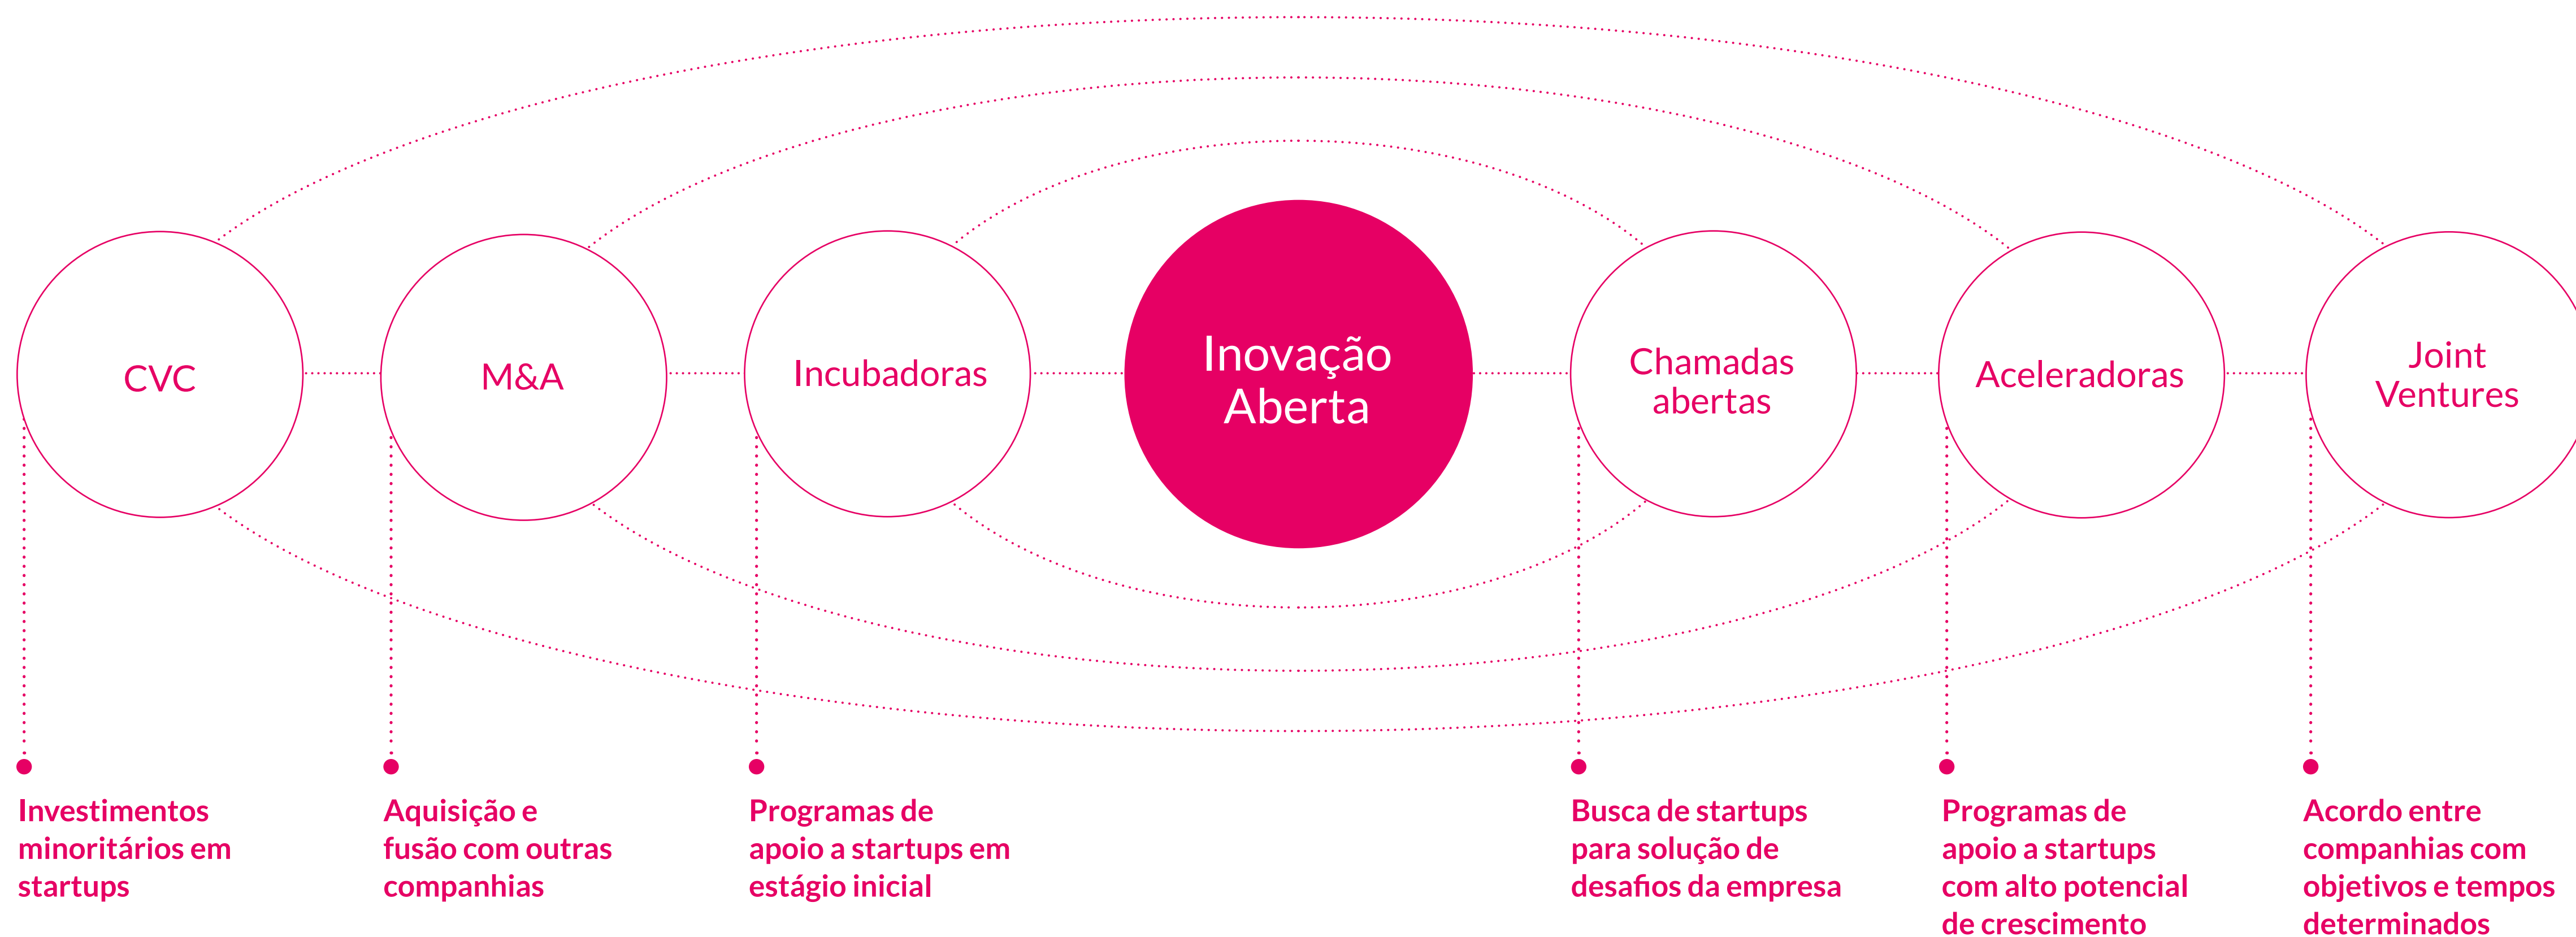 CVC
M&A
Incubadoras
Inovação
Aberta
Chamadas
abertas
Aceleradoras
Joint
Ventures
Investimentos
minoritários em
startups
Aquisição e
fusão com outras
companhias
Programas de
apoio a startups em
estágio inicial
Busca de startups
para solução de
desafios da empresa
Programas de
apoio a startups
com alto potencial
de crescimento
Acordo entre
companhias com
objetivos e tempos
determinados